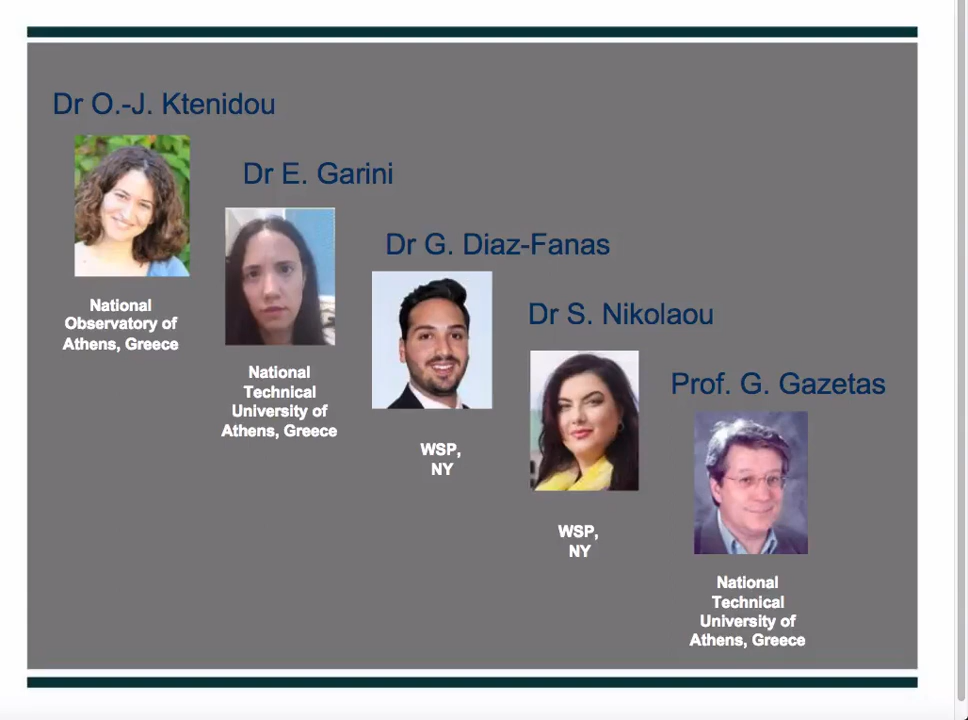 Dr O.-J. Ktenidou
National
Observatory of
Athens, Greece
Dr E. Garini
National
Technical
University of
Athens, Greece
Dr G. Diaz-Fanas
WSP,
NY
Dr S. Nikolaou
WSP,
NY
Prof. G. Gazetas
National
Technical
University of
Athens, Greece